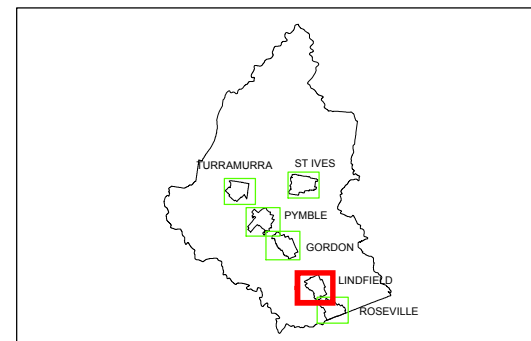 TURRAMURRA
ST IVES
PYMBLE
GORDON
LINDFIELD
ROSEVILLE